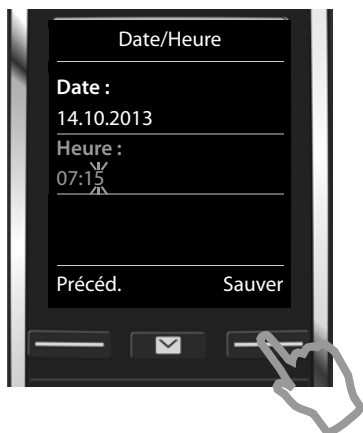 Date/Heure
Date :
14.10.2013
Heure :
07:15
Précéd. Sauver